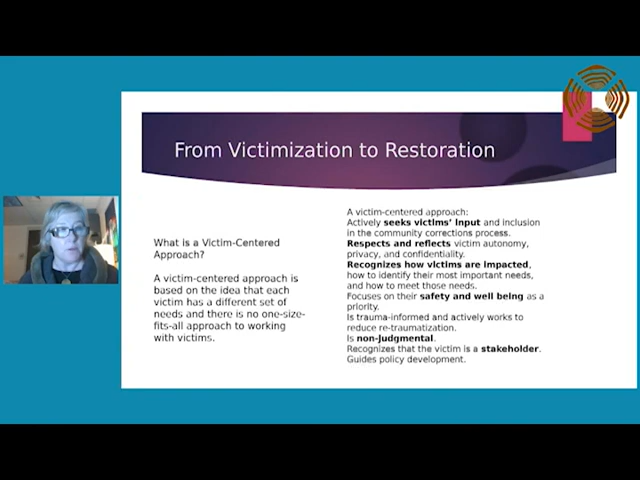 From Victimization to Restoration
What is a Victim-Centered
Approach?
A victim-centered approach is
based on the idea that each
victim has a different set of
needs and there is no one-size-
fits-all approach to working
with victims.
A victim-centered approach:
Actively seeks victims' input and inclusion
in the community corrections process.
Respects and reflects victim autonomy,
privacy, and confidentiality.
Recognizes how victims are impacted,
how to identify their most important needs,
and how to meet those needs.
Focuses on their safety and well being as a
priority.
Is trauma-informed and actively works to
reduce re-traumatization.
Is non-judgmental.
Recognizes that the victim is a stakeholder.
Guides policy development.